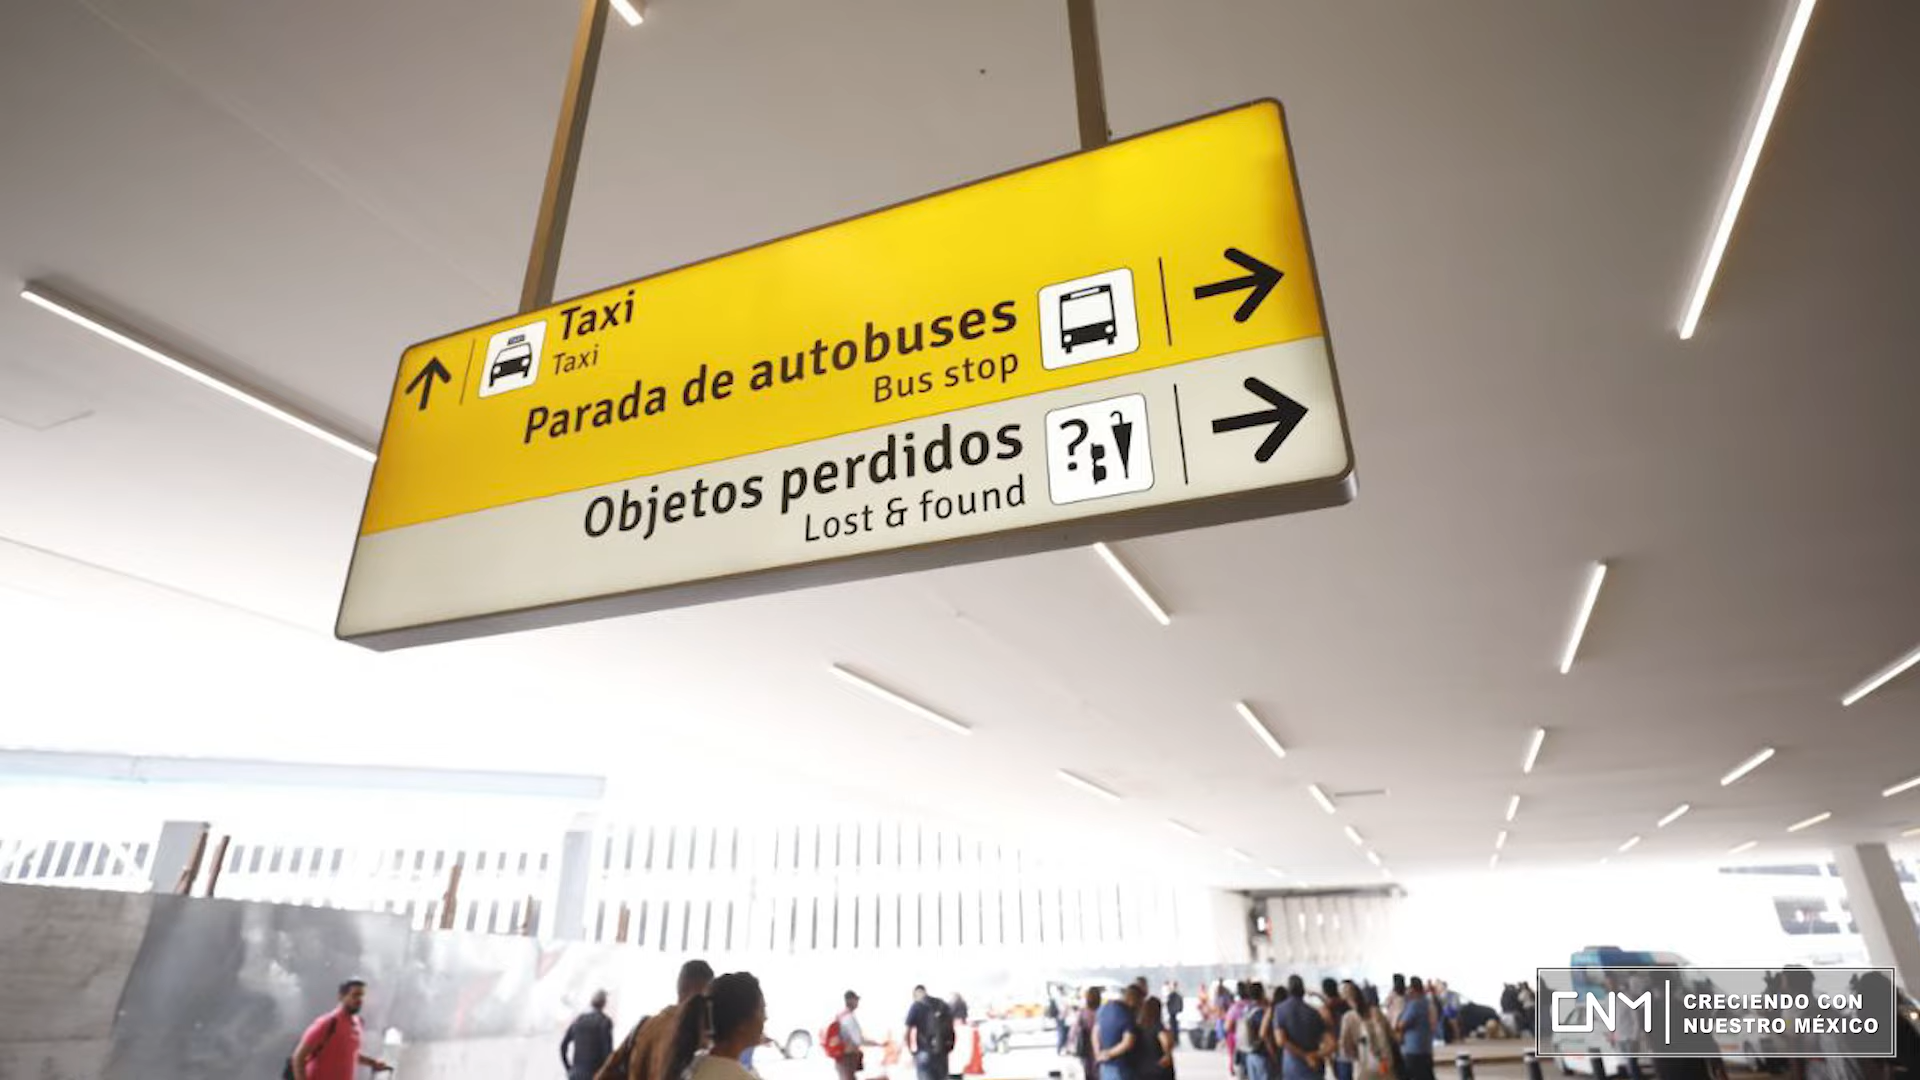 Taxi
Taxi
Parada de autobuses
Bus stop
Objetos perdidos
Lost & found
?
CNM
CRECIENDO CON
NUESTRO MÉXICO